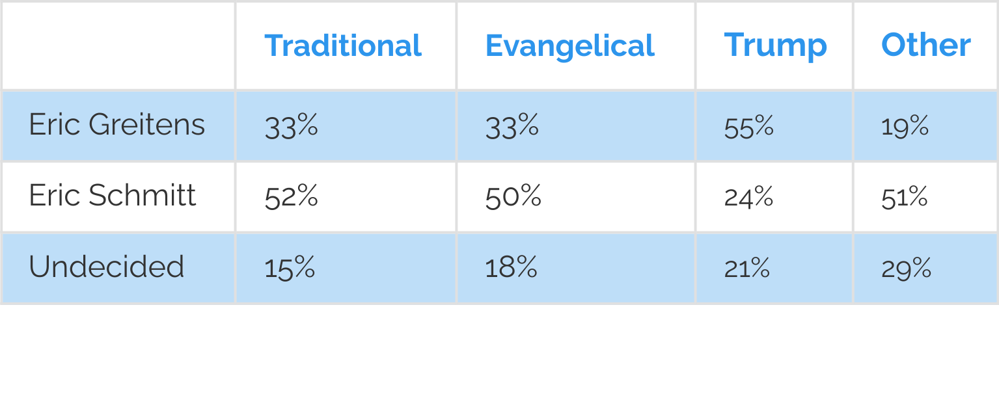 Traditional Evangelical Trump Other
Eric Greitens 33% 33% 55% 19%
Eric Schmitt 52% 50% 24% 51%
Undecided 15% 18% 21% 29%